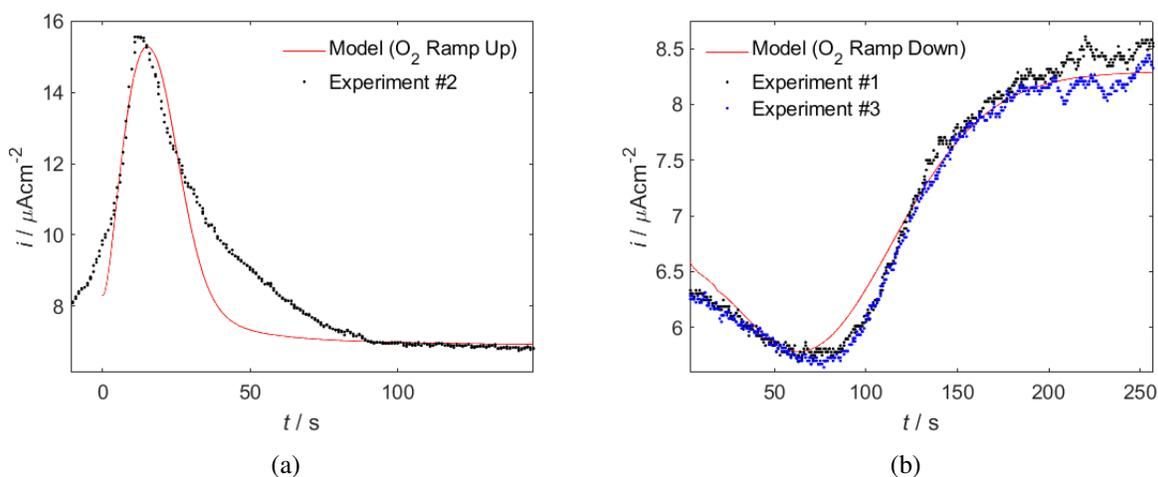 16
14
12
10
8
i / μAcm-2
0
50
100
t / s
Model (O2 Ramp Up)
Experiment #2
(a)
8.5
8
7.5
7
6.5
6
i / μAcm-2
50
100
150
200
250
t / s
Model (O2 Ramp Down)
Experiment #1
Experiment #3
(b)